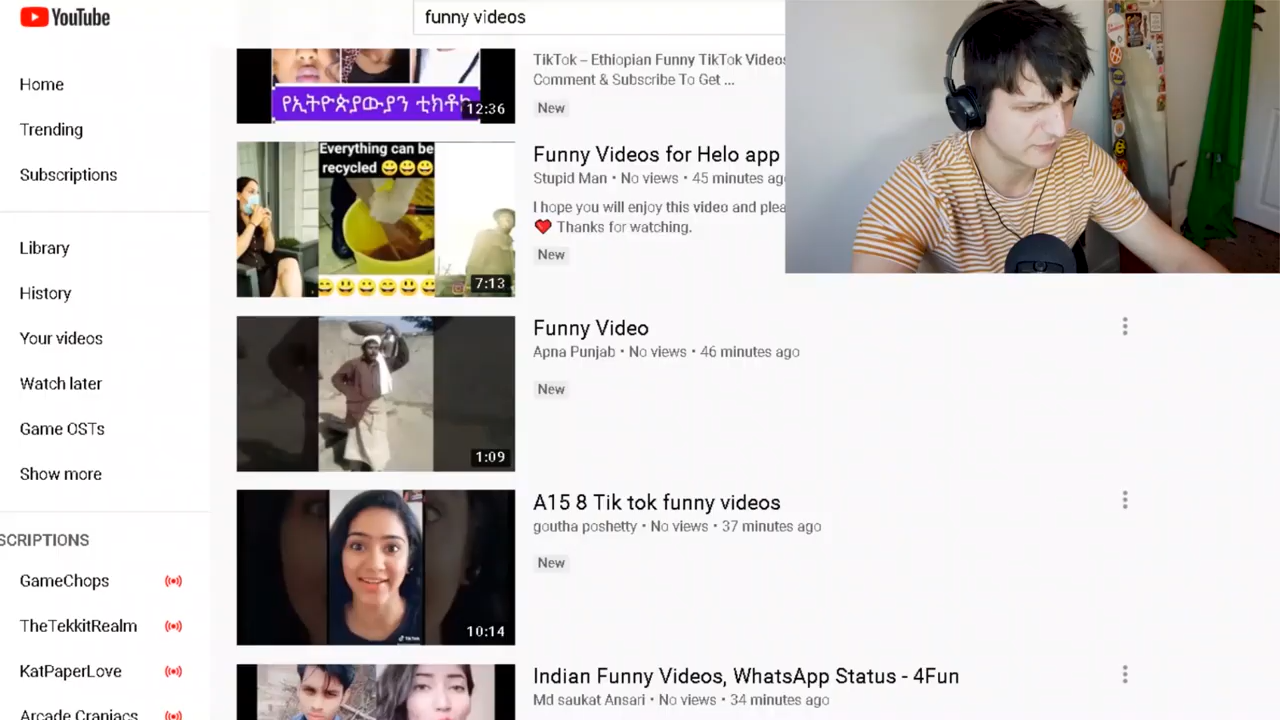 YouTube
funny videos
Home
Trending
Subscriptions
Library
History
Your videos
Watch later
Game OSTs
Show more
SCRIPTIONS
GameChops
TheTekkitRealm
KatPaperLove
Arcade Craniacs
የኢትዮጵያውያን ቲክቶክ
12:36
TikTok – Ethiopian Funny TikTok Videos
Comment & Subscribe To Get ...
New
Everything can be
recycled 😀😀😀
7:13
Funny Videos for Helo app
Stupid Man • No views • 45 minutes ag
I hope you will enjoy this video and plea
❤️ Thanks for watching.
New
1:09
Funny Video
Apna Punjab • No views • 46 minutes ago
New
TikTok
10:14
A15 8 Tik tok funny videos
goutha poshetty • No views • 37 minutes ago
New
Indian Funny Videos, WhatsApp Status - 4Fun
Md saukat Ansari • No views • 34 minutes ago